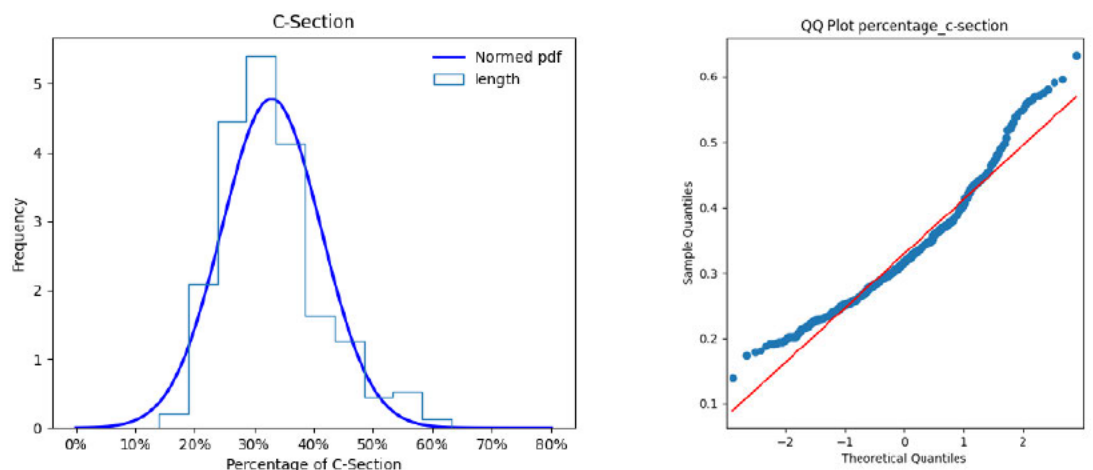 C-Section
Normed pdf
length
Frequency
5
4
3
2
1
0
0% 10% 20% 30% 40% 50% 60% 70% 80%
Percentage of C-Section
QQ Plot percentage_c-section
Sample Quantiles
0.6
0.5
0.4
0.3
0.2
0.1
−2 −1 0 1 2
Theoretical Quantiles